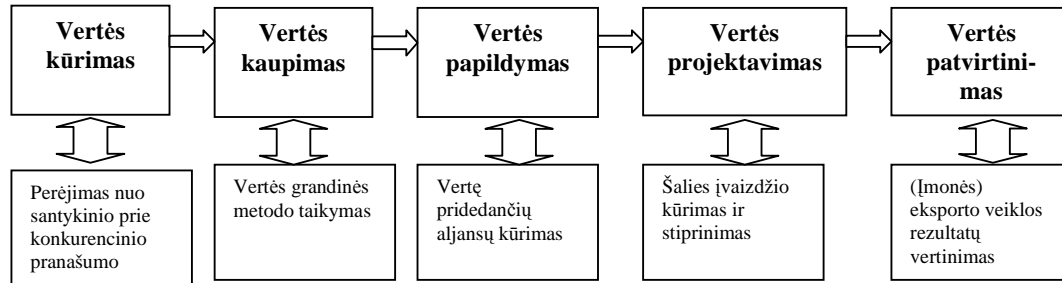 Vertės
kūrimas
Vertės
kaupimas
Vertės
papildymas
Vertės
projektavimas
Vertės
patvirtini-
mas
Perėjimas nuo
santykinio prie
konkurencinio
pranašumo
Vertės grandinės
metodo taikymas
Vertę
pridedančių
aljansų kūrimas
Šalies įvaizdžio
kūrimas ir
stiprinimas
(Įmonės)
eksporto veiklos
rezultatų
vertinimas